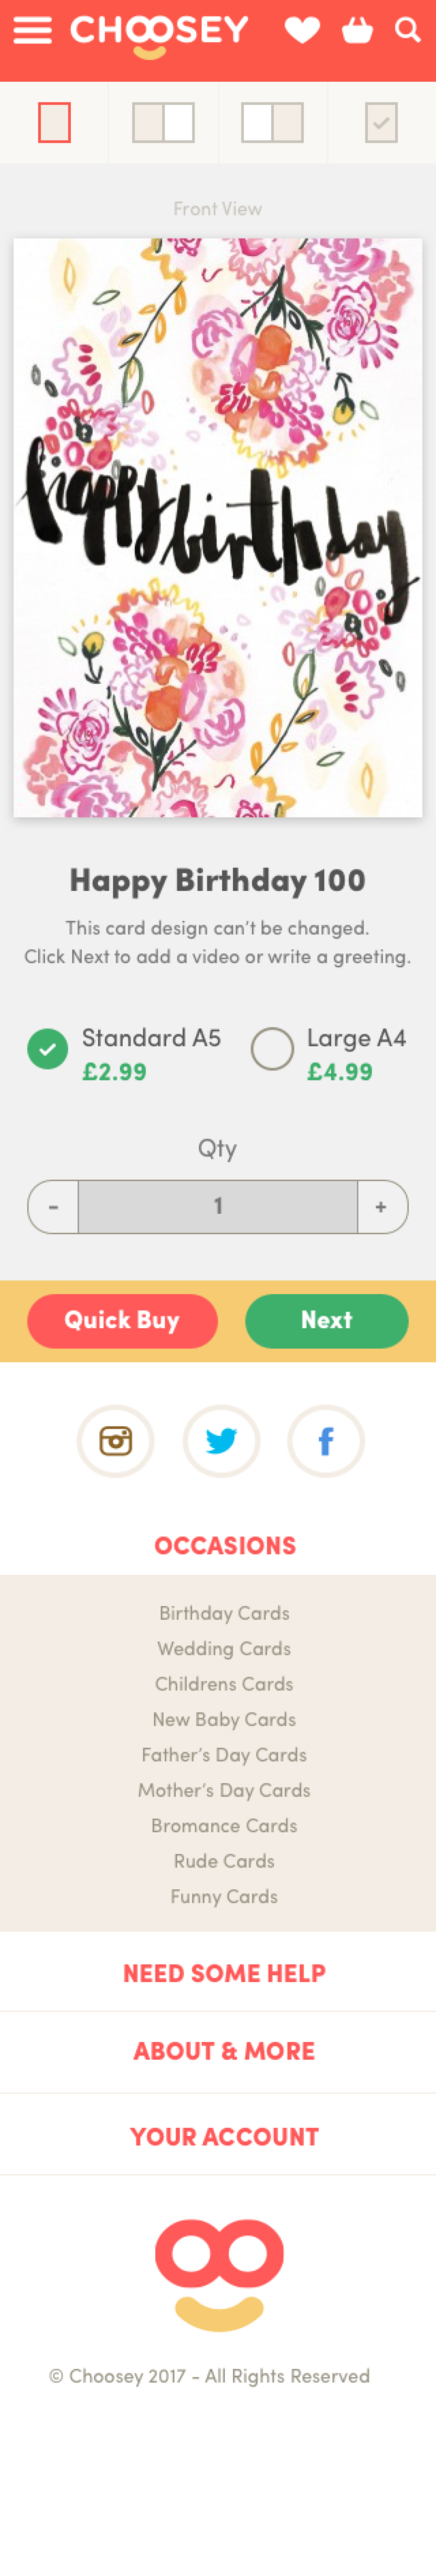 CHOOSEY
Front View
happy birthday
Happy Birthday 100
This card design can't be changed.
Click Next to add a video or write a greeting.
Standard A5
£2.99
Large A4
£4.99
Qty
- 1 +
Quick Buy
Next
OCCASIONS
Birthday Cards
Wedding Cards
Childrens Cards
New Baby Cards
Father's Day Cards
Mother's Day Cards
Bromance Cards
Rude Cards
Funny Cards
NEED SOME HELP
ABOUT & MORE
YOUR ACCOUNT
© Choosey 2017 - All Rights Reserved